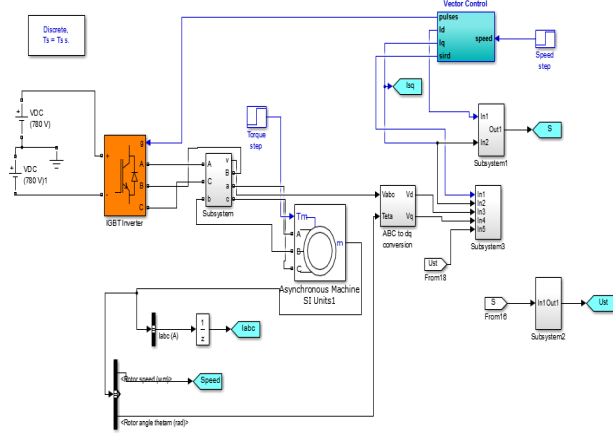 Vector Control
Discrete,
Ts = Ts s.
pulses
Id
Iq
sird
speed
Speed
step
Isq
VDC
(780 V)
VDC
(780 V)1
g
+
-
A
B
C
IGBT Inverter
Torque
step
A
C
b
v
B
a
c
Subsystem
Tm
A
B
C
m
Asynchronous Machine
SI Units1
Vabc
Teta
Vd
Vq
ABC to dq
conversion
In1
In2
Out1
Subsystem1
S
In1
In2
In3
In4
In5
Subsystem3
Ust
From18
S
From16
In1 Out1
Subsystem2
Ust
Iabc (A)
1
z
Iabc
<Rotor speed (wm)>
Speed
<Rotor angle thetam (rad)>